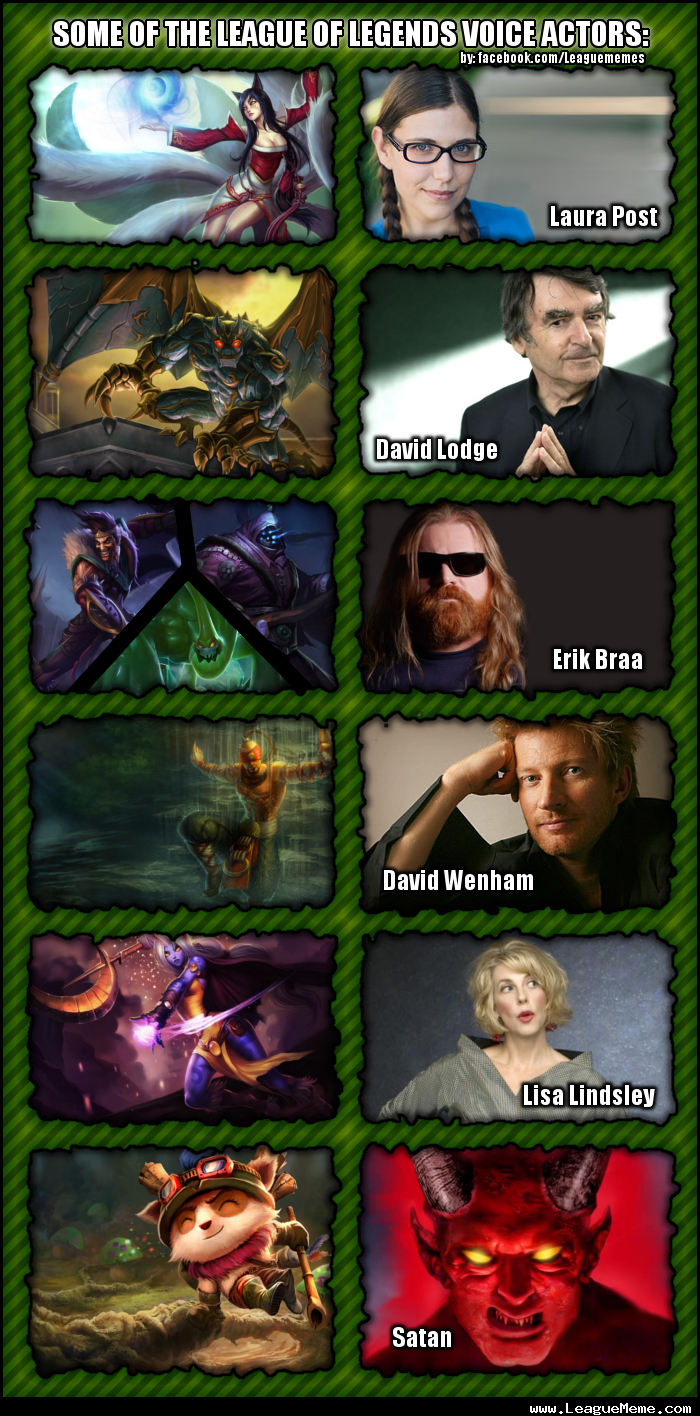 SOME OF THE LEAGUE OF LEGENDS VOICE ACTORS:
by: facebook.com/Leaguememes
Laura Post
David Lodge
Erik Braa
David Wenham
Lisa Lindsley
Satan
www.LeagueMeme.com